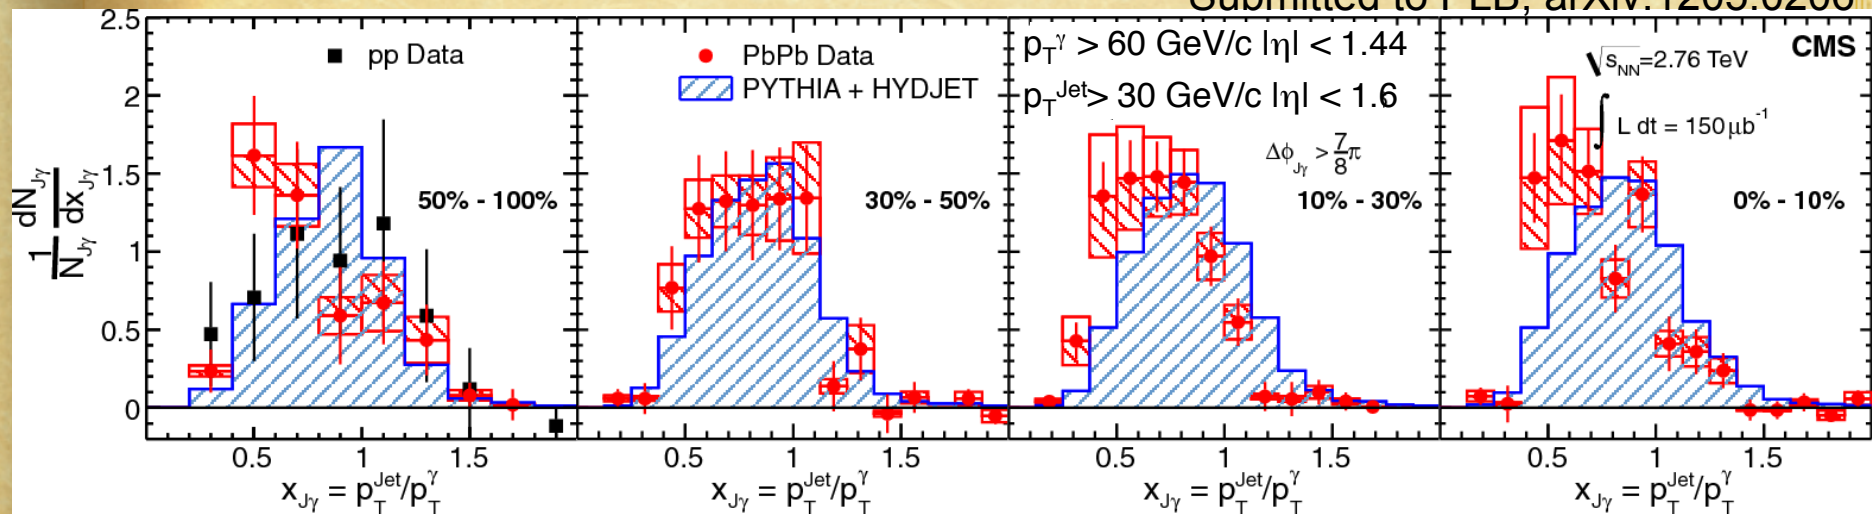 Submitted to PLB, arXiv:1205.0206
2.5
2
1.5
1
0.5
0
1/N_Jγ dN_Jγ/dx_Jγ
pp Data
50% - 100%
PbPb Data
PYTHIA + HYDJET
30% - 50%
p_T^γ > 60 GeV/c |η| < 1.44
p_T^Jet > 30 GeV/c |η| < 1.6
Δϕ_Jγ > 7/8 π
10% - 30%
CMS
√s_NN=2.76 TeV
∫ L dt = 150 μb^-1
0% - 10%
0.5 1 1.5 0.5 1 1.5 0.5 1 1.5 0.5 1 1.5
x_Jγ = p_T^Jet/p_T^γ x_Jγ = p_T^Jet/p_T^γ x_Jγ = p_T^Jet/p_T^γ x_Jγ = p_T^Jet/p_T^γ